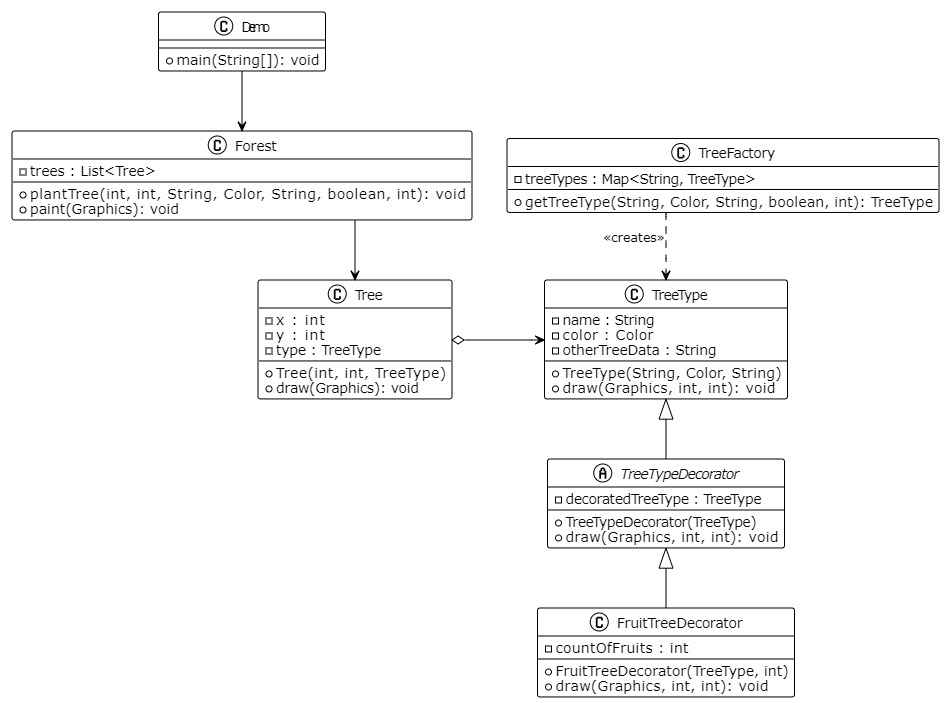 C Demo
main(String[]): void
C Forest
trees : List<Tree>
plantTree(int, int, String, Color, String, boolean, int): void
paint(Graphics): void
C TreeFactory
treeTypes : Map<String, TreeType>
getTreeType(String, Color, String, boolean, int): TreeType
«creates»
C Tree
x : int
y : int
type : TreeType
Tree(int, int, TreeType)
draw(Graphics): void
C TreeType
name : String
color : Color
otherTreeData : String
TreeType(String, Color, String)
draw(Graphics, int, int): void
A TreeTypeDecorator
decoratedTreeType : TreeType
TreeTypeDecorator(TreeType)
draw(Graphics, int, int): void
C FruitTreeDecorator
countOfFruits : int
FruitTreeDecorator(TreeType, int)
draw(Graphics, int, int): void